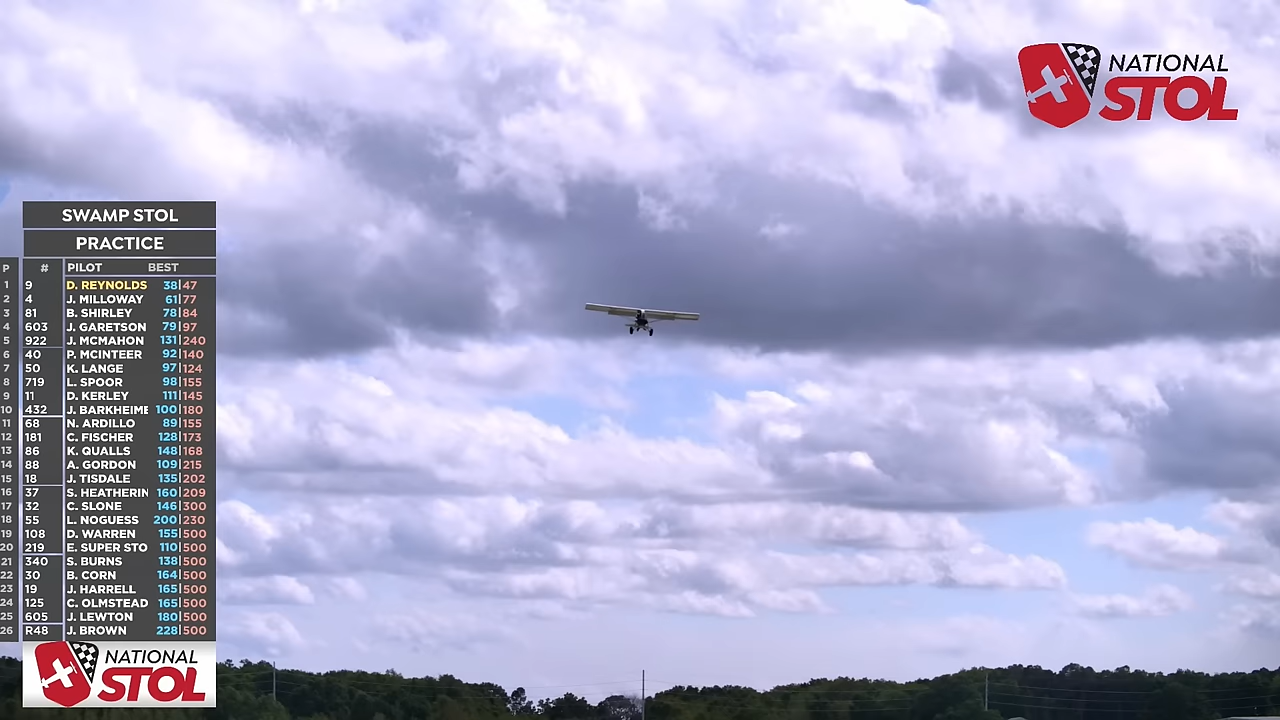 NATIONAL
STOL
SWAMP STOL
PRACTICE
P # PILOT BEST
1 9 D. REYNOLDS 38|47
2 4 J. MILLOWAY 61|77
3 81 B. SHIRLEY 78|84
4 603 J. GARETSON 79|97
5 922 J. MCMAHON 131|240
6 40 P. MCINTEER 92|140
7 50 K. LANGE 97|124
8 719 L. SPOOR 98|155
9 11 D. KERLEY 111|145
10 432 J. BARKHEIME 100|180
11 68 N. ARDILLO 89|155
12 181 C. FISCHER 128|173
13 86 K. QUALLS 148|168
14 88 A. GORDON 109|215
15 18 J. TISDALE 135|202
16 37 S. HEATHERIN 160|209
17 32 C. SLONE 146|300
18 55 L. NOGUESS 200|230
19 108 D. WARREN 155|500
20 219 E. SUPER STO 110|500
21 340 S. BURNS 138|500
22 30 B. CORN 164|500
23 19 J. HARRELL 165|500
24 125 C. OLMSTEAD 165|500
25 605 J. LEWTON 180|500
26 R48 J. BROWN 228|500
NATIONAL
STOL